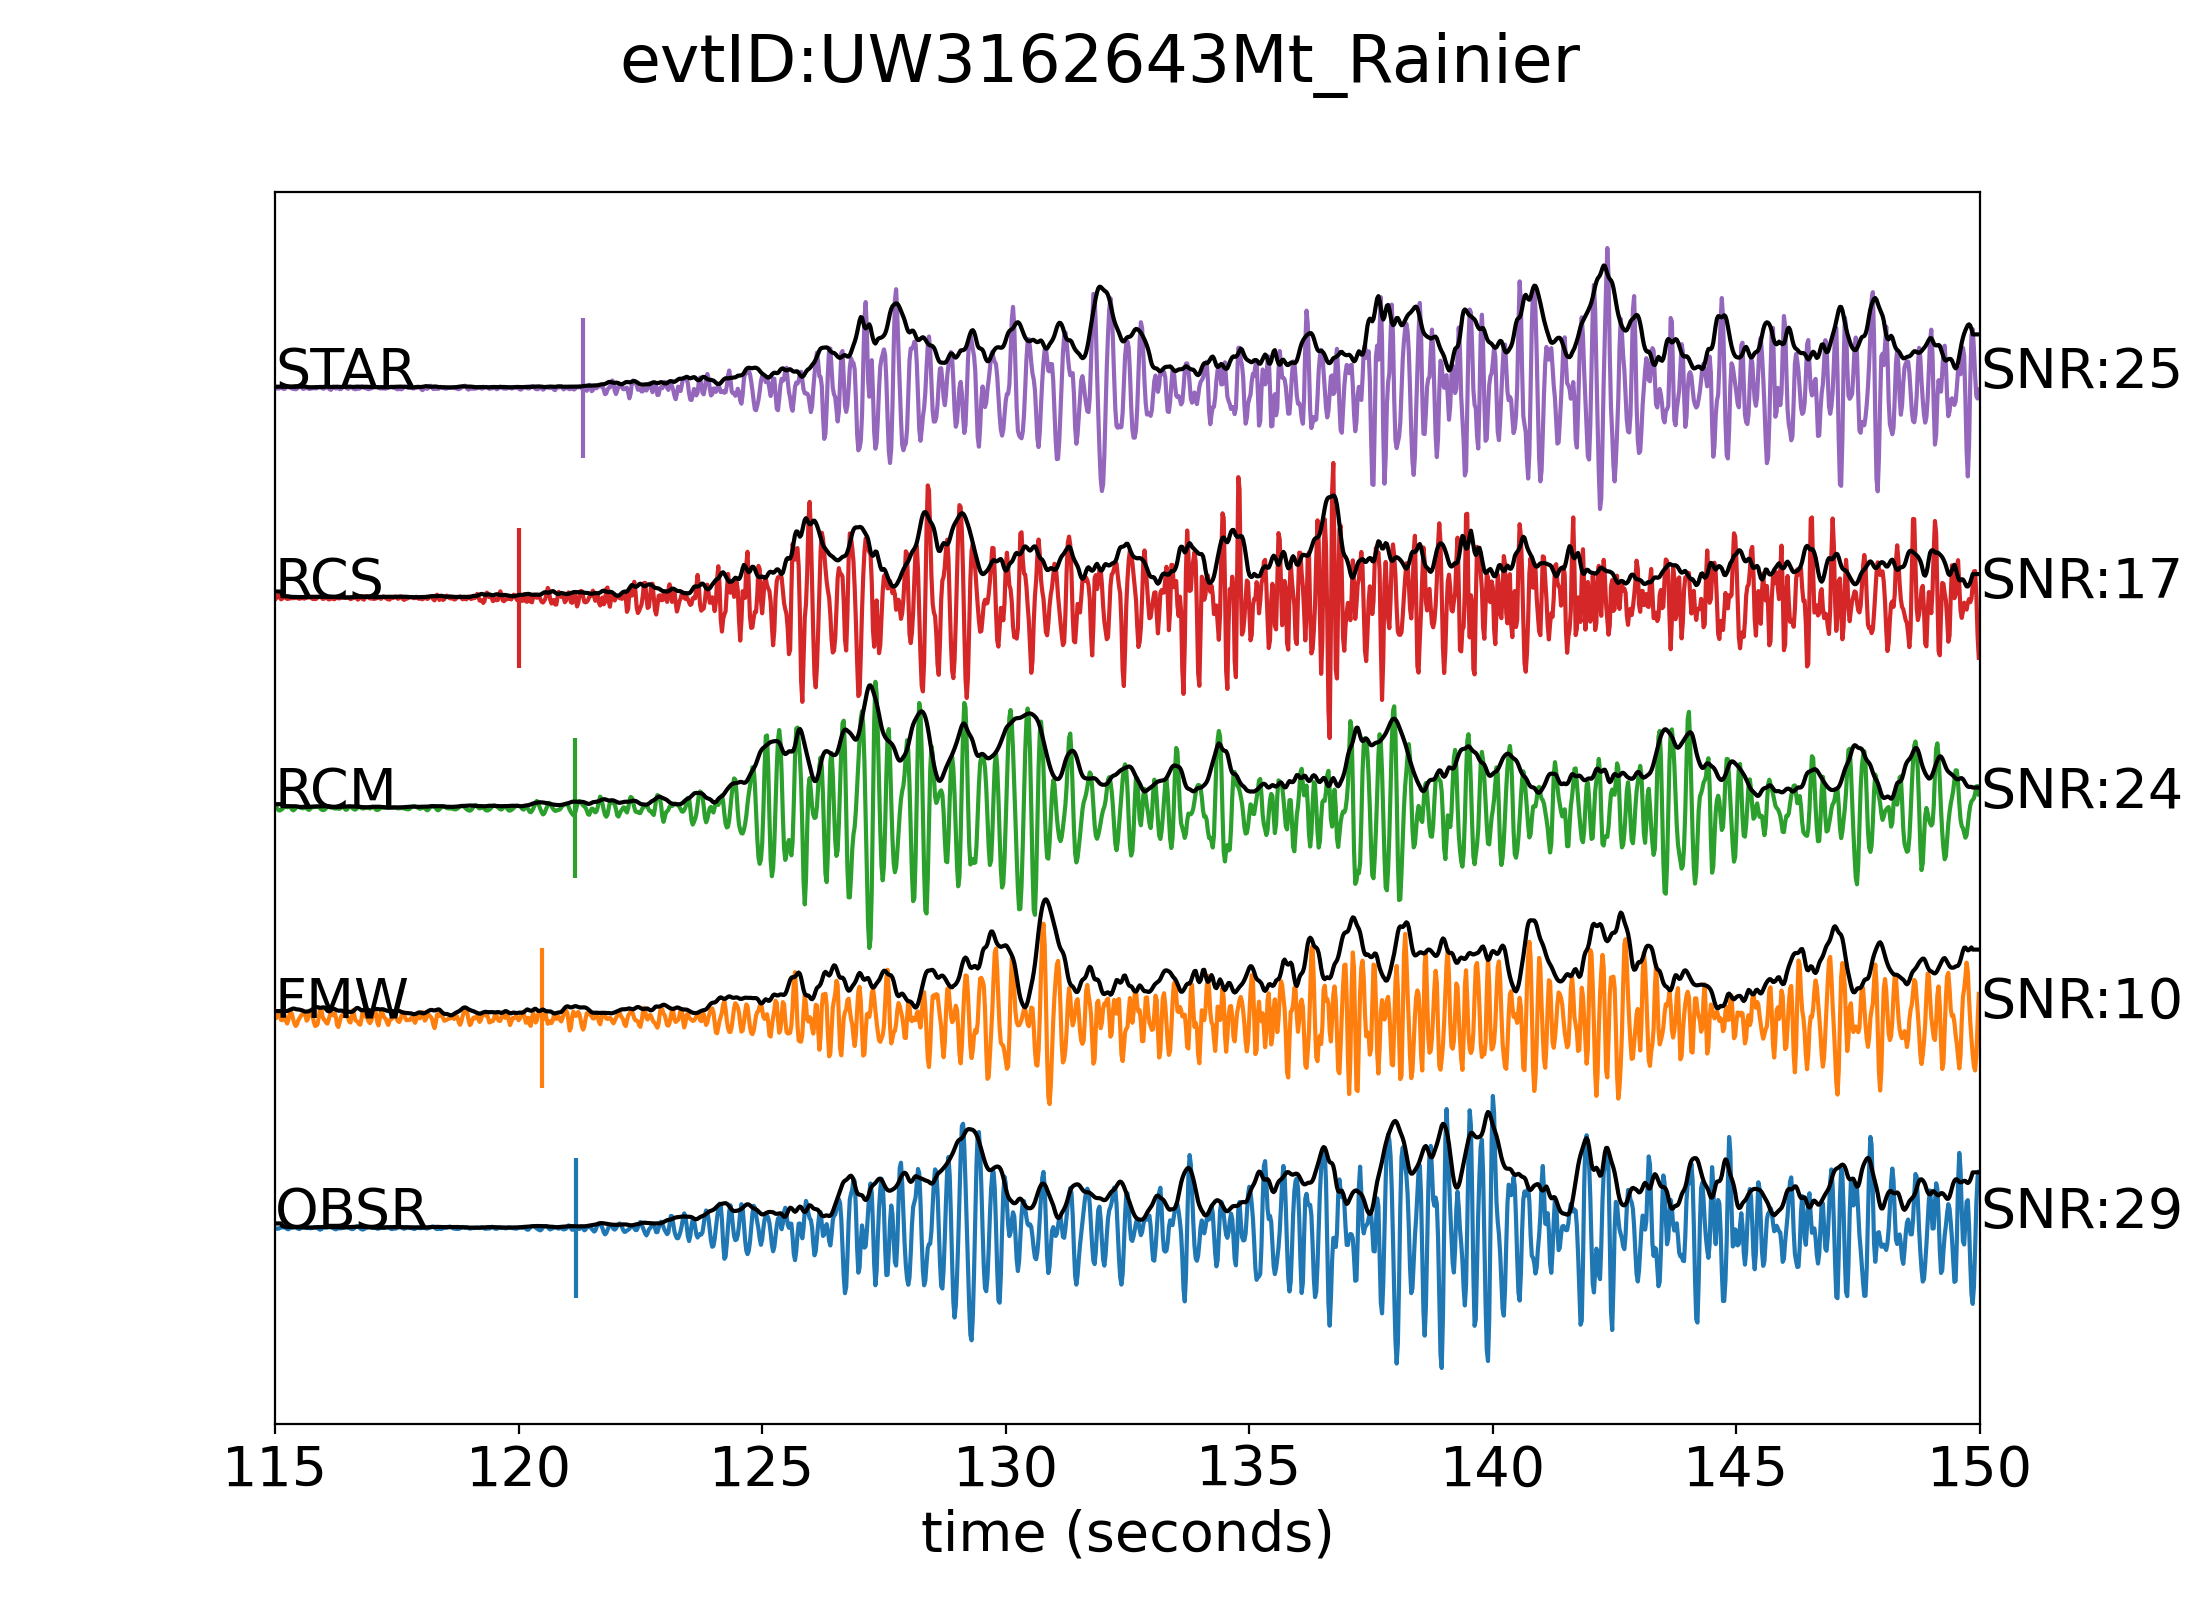 evtID:UW3162643Mt_Rainier
STAR SNR:25
RCS SNR:17
RCM SNR:24
FMW SNR:10
OBSR SNR:29
115 120 125 130 135 140 145 150
time (seconds)